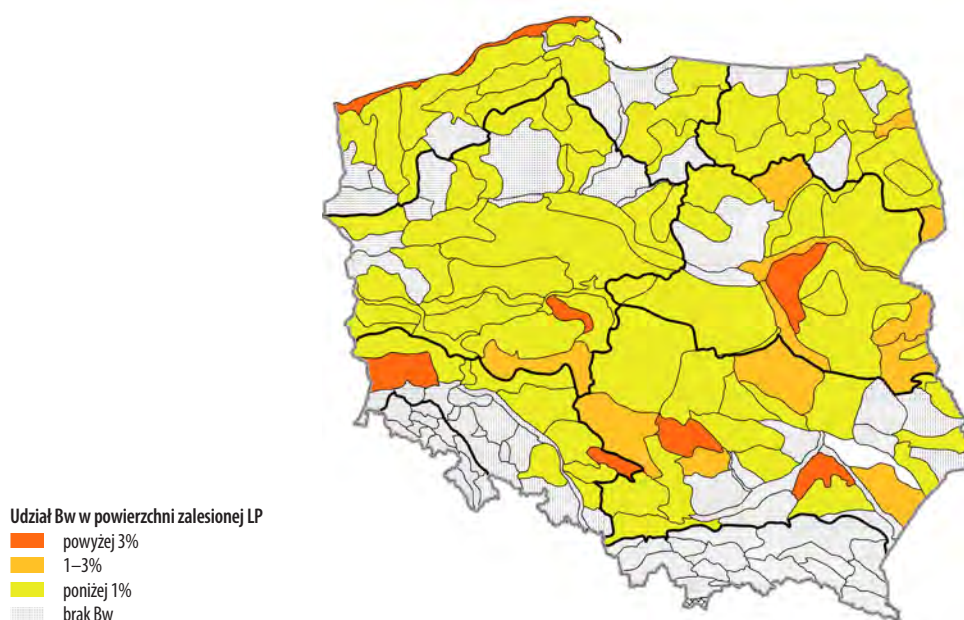 Udział Bw w powierzchni zalesionej LP
powyżej 3%
1–3%
poniżej 1%
brak Bw